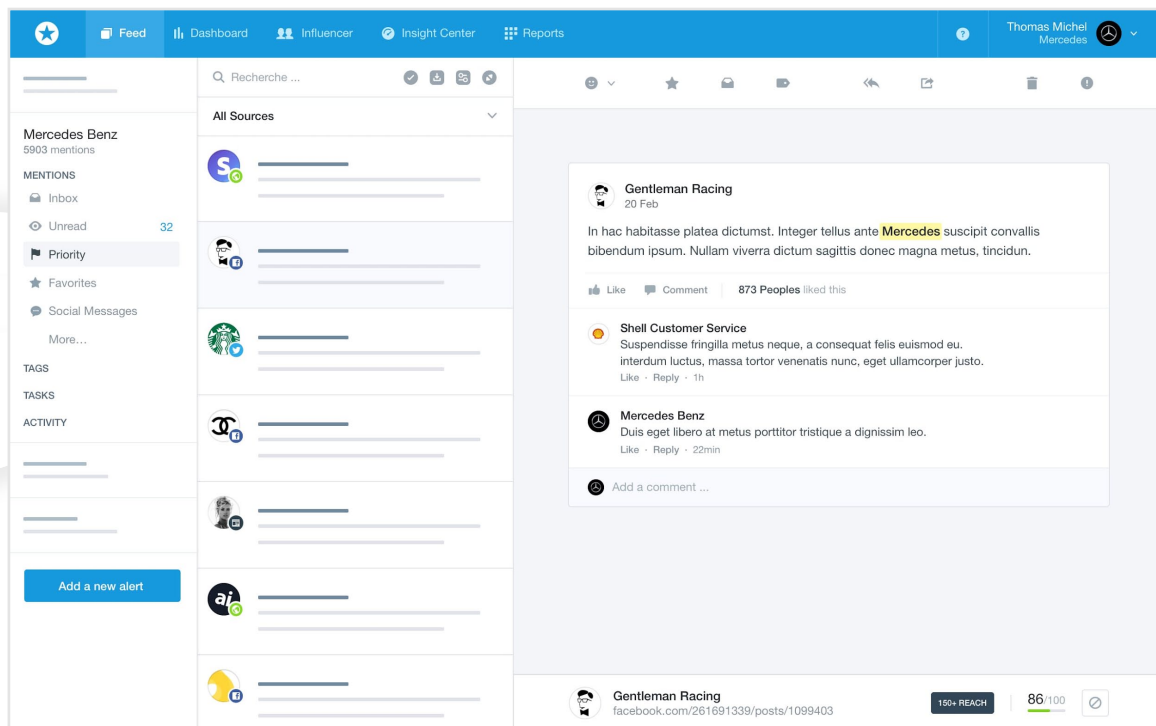 Feed
Dashboard
Influencer
Insight Center
Reports
?
Thomas Michel
Mercedes
Mercedes Benz
5903 mentions
MENTIONS
Inbox
Unread 32
Priority
Favorites
Social Messages
More...
TAGS
TASKS
ACTIVITY
Add a new alert
Recherche ...
All Sources
S
ai
Gentleman Racing
20 Feb
In hac habitasse platea dictumst. Integer tellus ante Mercedes suscipit convallis
bibendum ipsum. Nullam viverra dictum sagittis donec magna metus, tincidun.
Like Comment 873 Peoples liked this
Shell Customer Service
Suspendisse fringilla metus neque, a consequat felis euismod eu.
interdum luctus, massa tortor venenatis nunc, eget ullamcorper justo.
Like · Reply · 1h
Mercedes Benz
Duis eget libero at metus porttitor tristique a dignissim leo.
Like · Reply · 22min
Add a comment ...
Gentleman Racing
facebook.com/261691339/posts/1099403
150+ REACH
86/100